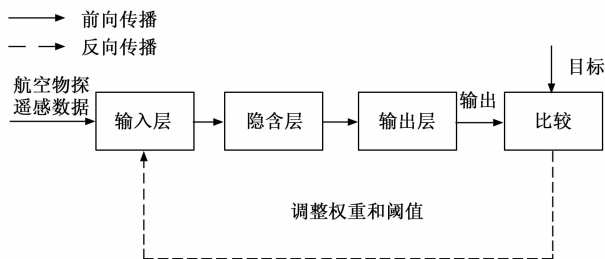 前向传播
反向传播
航空物探
遥感数据
输入层
隐含层
输出层
输出
目标
比较
调整权重和阈值